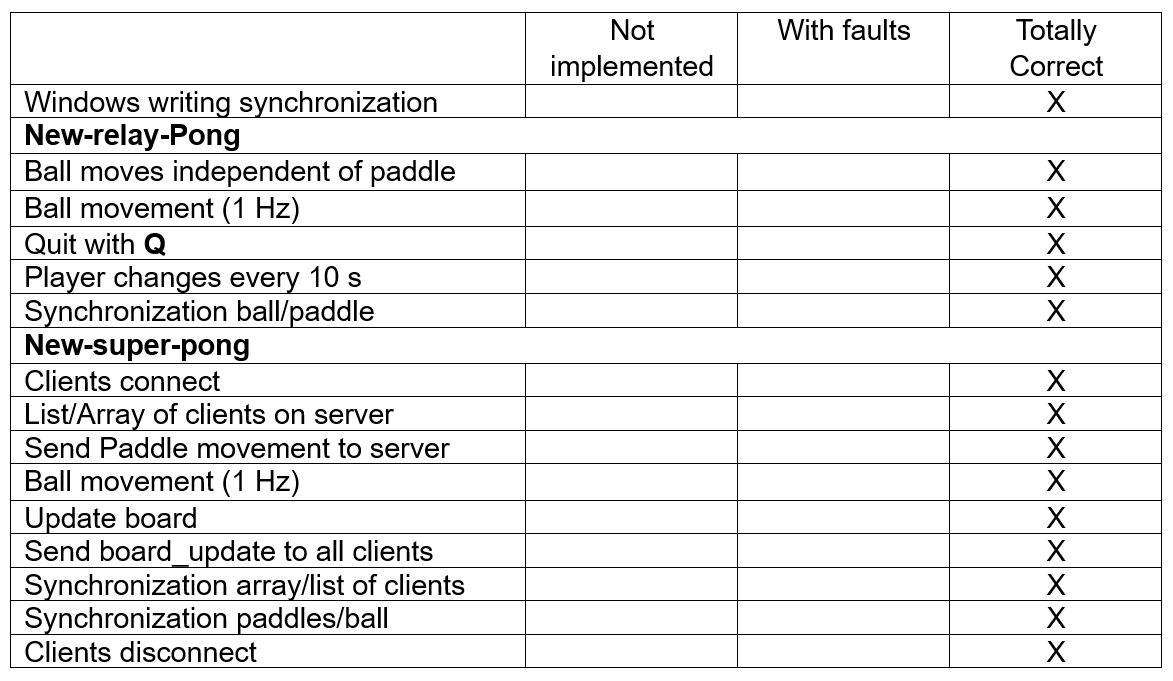 Not implemented With faults Totally Correct
Windows writing synchronization X
New-relay-Pong
Ball moves independent of paddle X
Ball movement (1 Hz) X
Quit with Q X
Player changes every 10 s X
Synchronization ball/paddle X
New-super-pong
Clients connect X
List/Array of clients on server X
Send Paddle movement to server X
Ball movement (1 Hz) X
Update board X
Send board_update to all clients X
Synchronization array/list of clients X
Synchronization paddles/ball X
Clients disconnect X